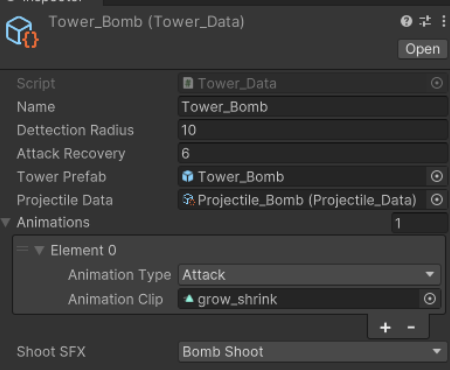 Tower_Bomb (Tower_Data)
Open
Script Tower_Data
Name Tower_Bomb
Dettection Radius 10
Attack Recovery 6
Tower Prefab Tower_Bomb
Projectile Data Projectile_Bomb (Projectile_Data)
Animations 1
Element 0
Animation Type Attack
Animation Clip grow_shrink
+ -
Shoot SFX Bomb Shoot